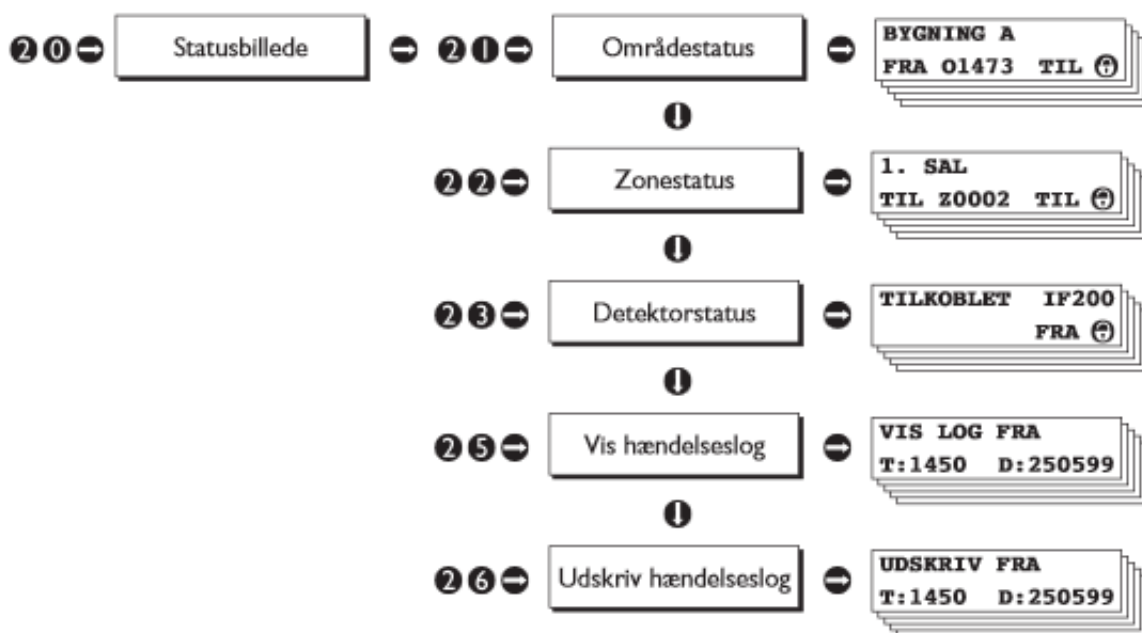 20 Statusbillede 21 Områdestatus BYGNING A
FRA O1473 TIL
22 Zonestatus 1. SAL
TIL Z0002 TIL
23 Detektorstatus TILKOBLET IF200
FRA
25 Vis hændelseslog VIS LOG FRA
T:1450 D:250599
26 Udskriv hændelseslog UDSKRIV FRA
T:1450 D:250599